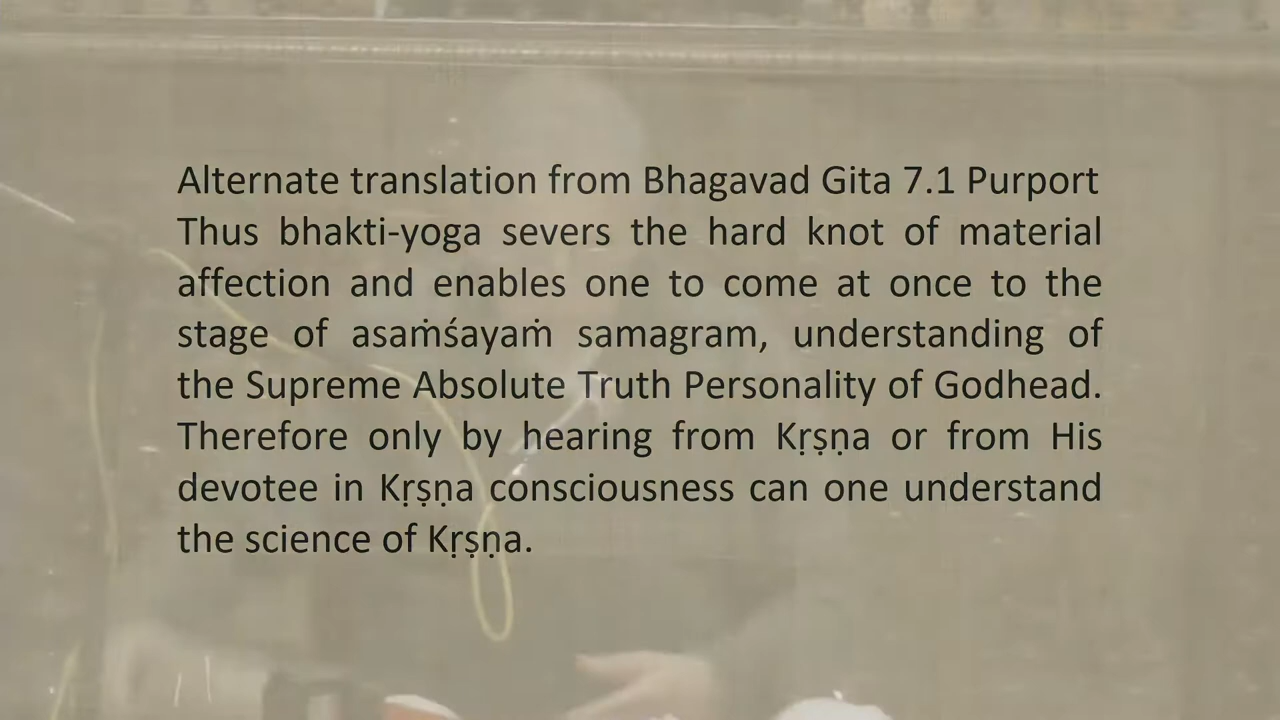 Alternate translation from Bhagavad Gita 7.1 Purport
Thus bhakti-yoga severs the hard knot of material
affection and enables one to come at once to the
stage of asaṁśayaṁ samagram, understanding of
the Supreme Absolute Truth Personality of Godhead.
Therefore only by hearing from Kṛṣṇa or from His
devotee in Kṛṣṇa consciousness can one understand
the science of Kṛṣṇa.